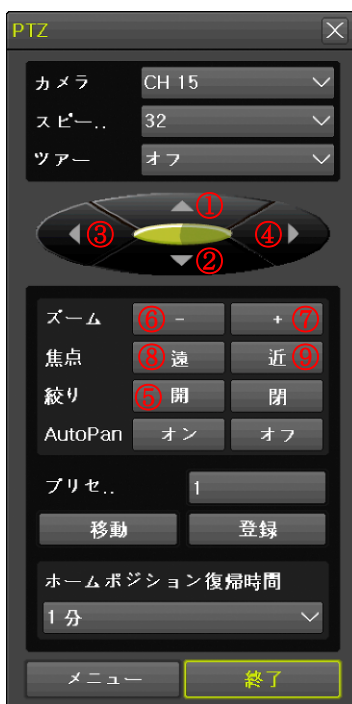 PTZ
カメラ CH 15
スピー.. 32
ツアー オフ
①
③ ④
②
ズーム ⑥ - + ⑦
焦点 ⑧ 遠 近 ⑨
絞り ⑤ 開 閉
AutoPan オン オフ
プリセ.. 1
移動 登録
ホームポジション復帰時間
1 分
メニュー 終了